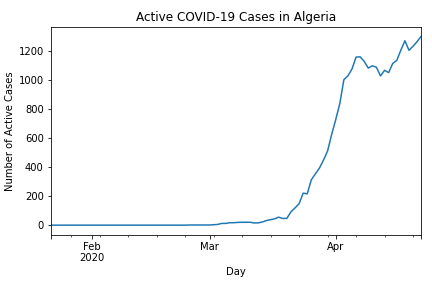 Active COVID-19 Cases in Algeria
Number of Active Cases
1200
1000
800
600
400
200
0
Feb
2020
Mar
Apr
Day